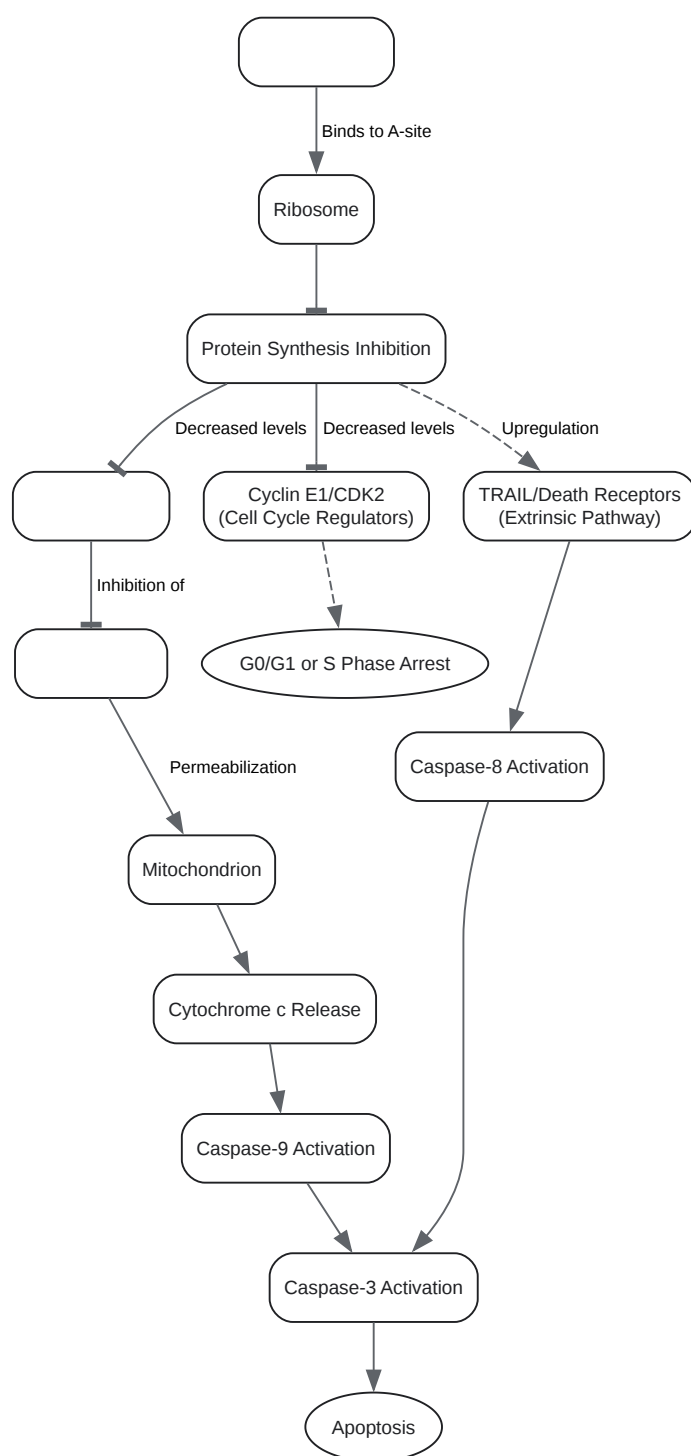 Binds to A-site
Ribosome
Protein Synthesis Inhibition
Decreased levels
Decreased levels
Upregulation
Cyclin E1/CDK2
(Cell Cycle Regulators)
TRAIL/Death Receptors
(Extrinsic Pathway)
Inhibition of
G0/G1 or S Phase Arrest
Permeabilization
Caspase-8 Activation
Mitochondrion
Cytochrome c Release
Caspase-9 Activation
Caspase-3 Activation
Apoptosis